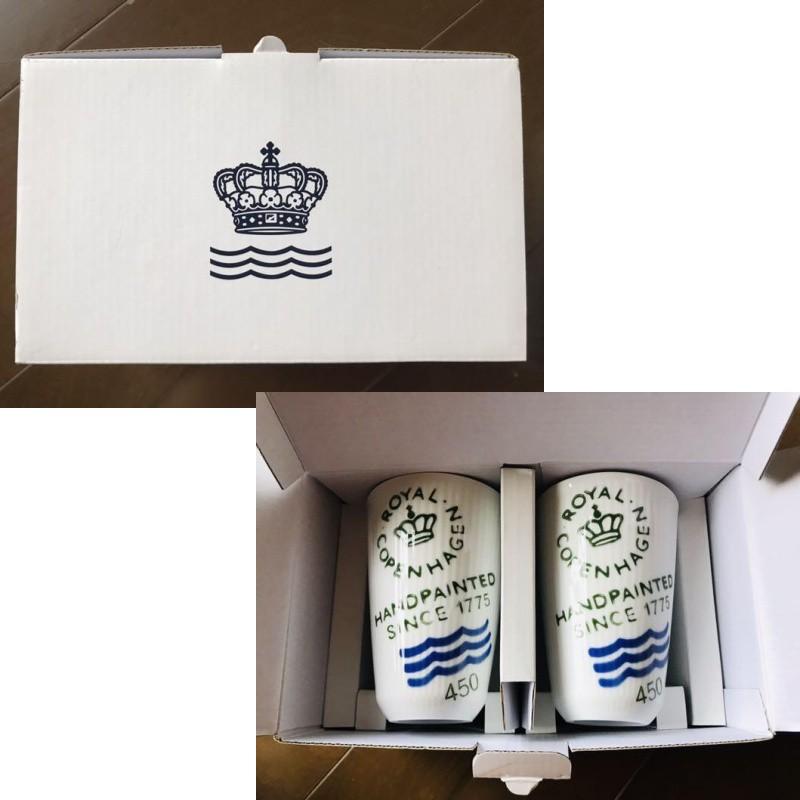 ROYAL · COPENHAGEN
HANDPAINTED
SINCE 1775
450
ROYAL · COPENHAGEN
HANDPAINTED
SINCE 1775
450